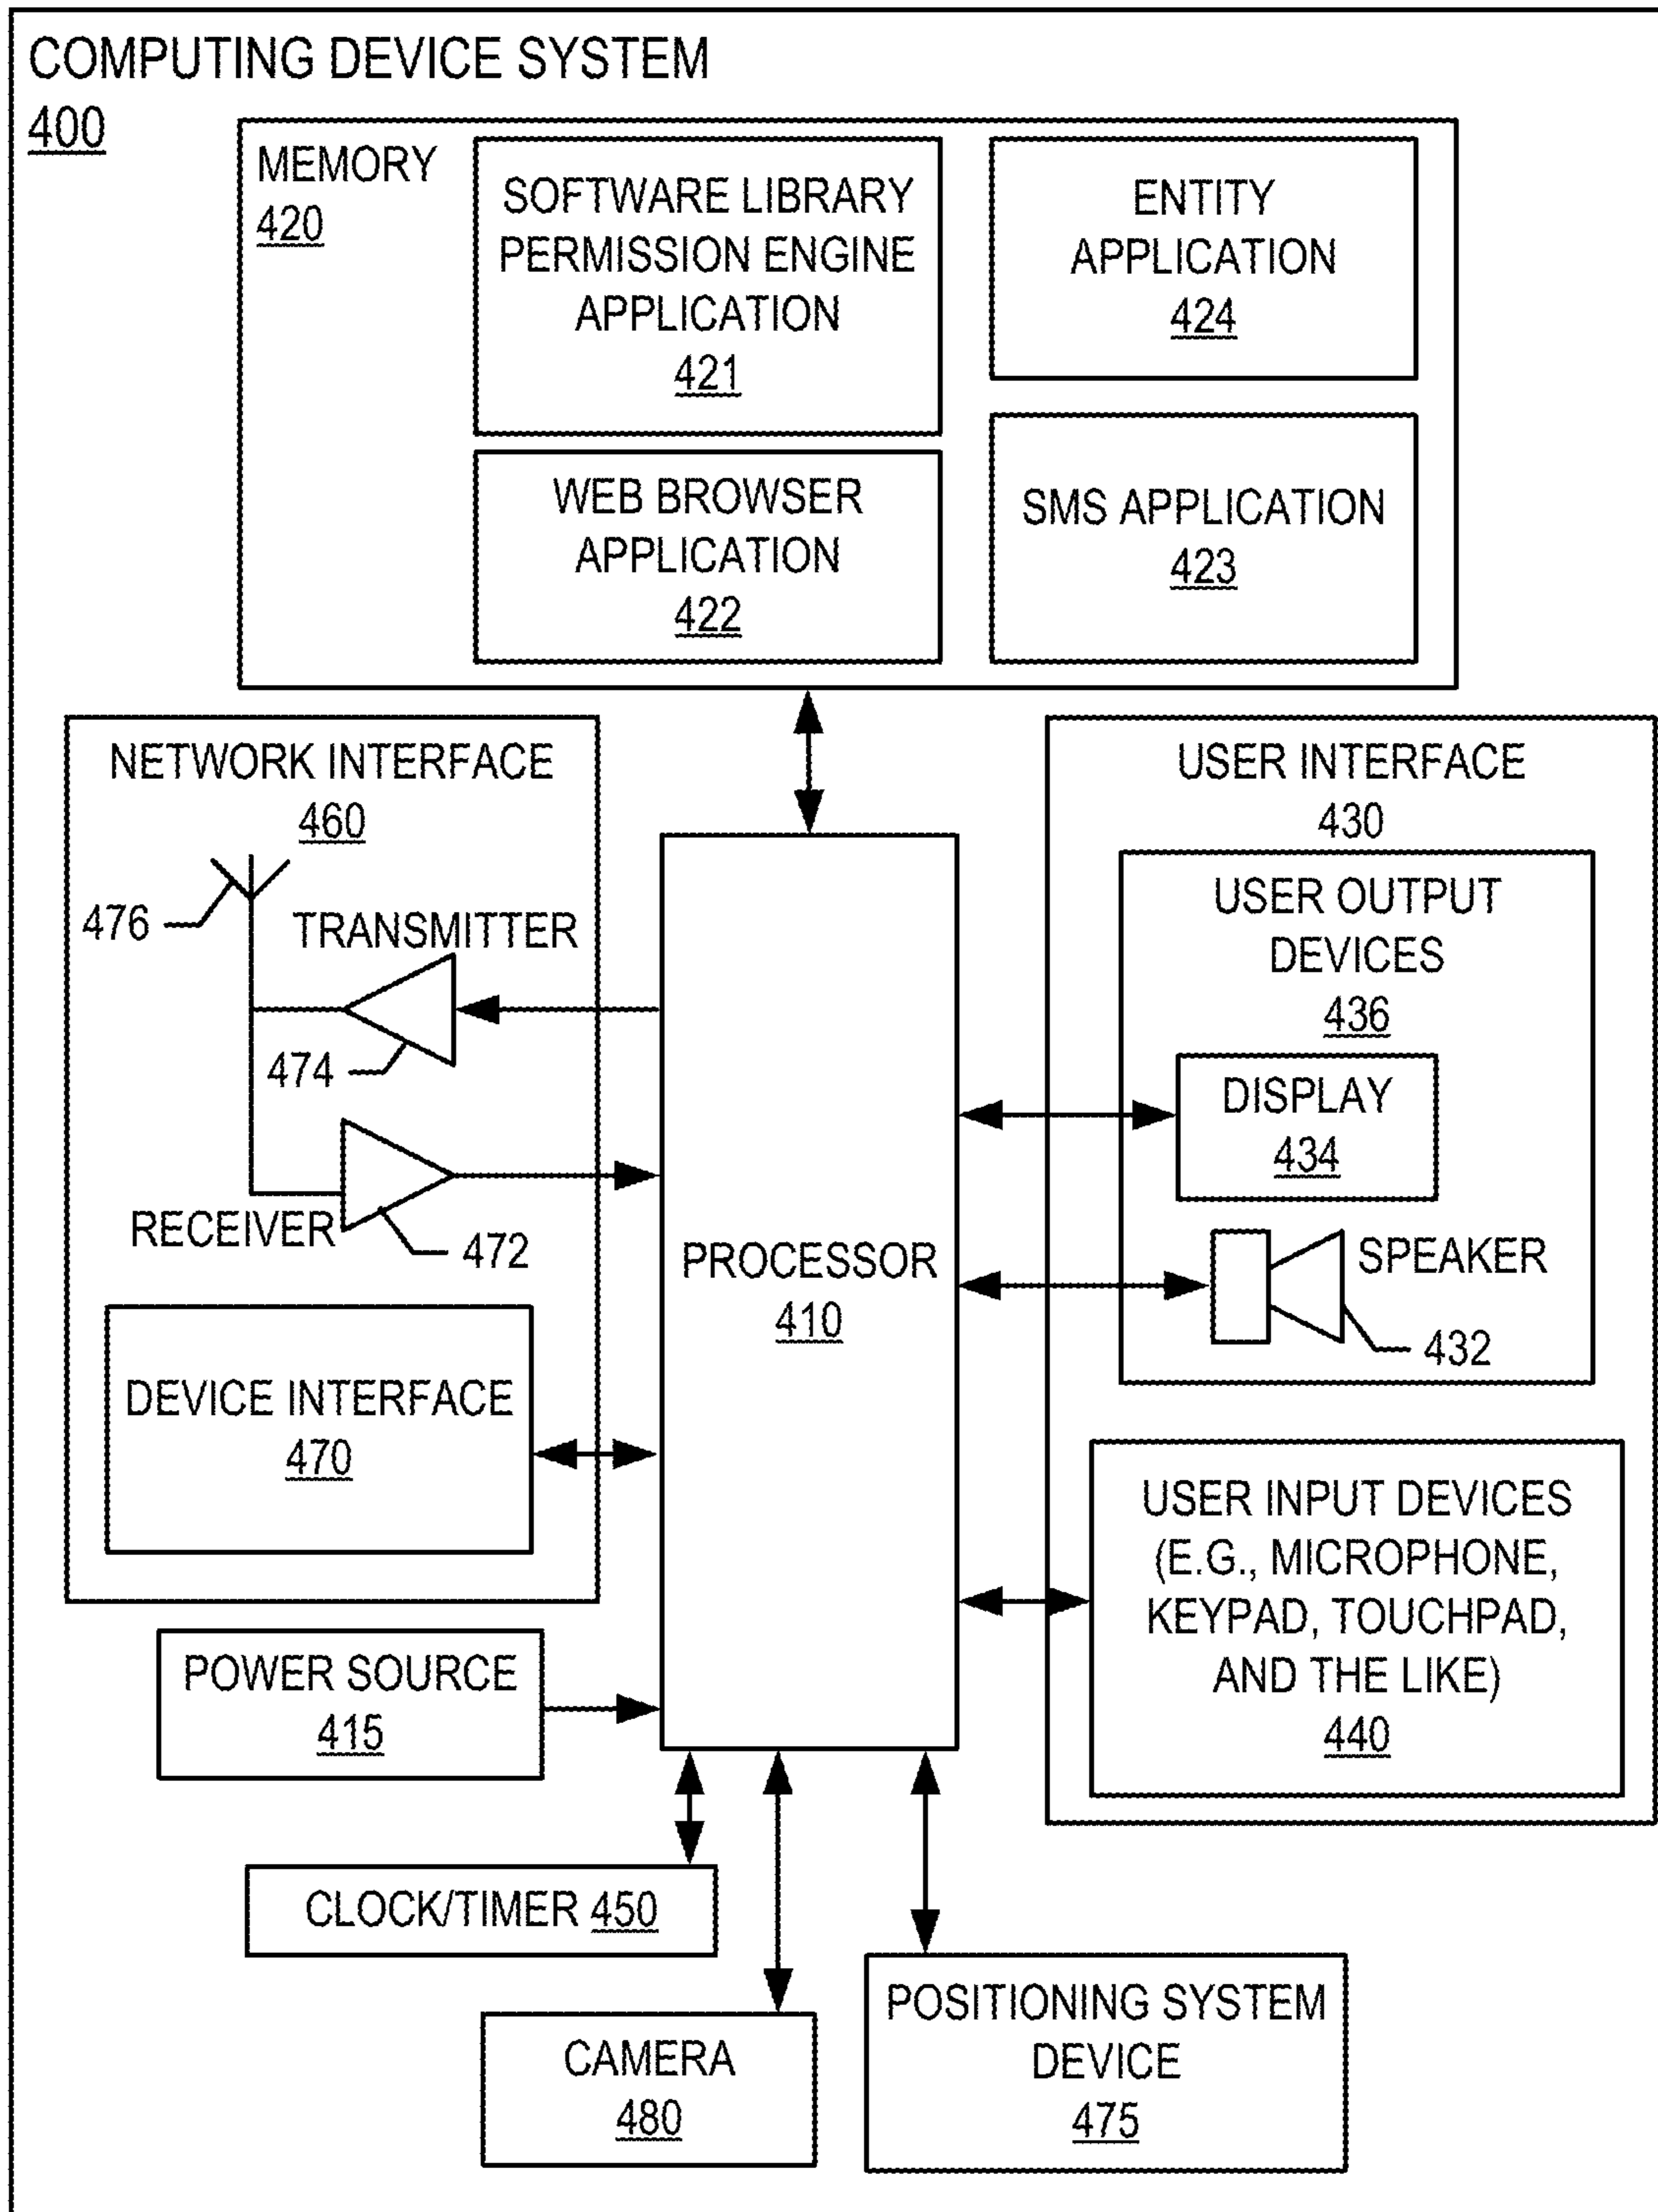 COMPUTING DEVICE SYSTEM
400
MEMORY
420
SOFTWARE LIBRARY
PERMISSION ENGINE
APPLICATION
421
ENTITY
APPLICATION
424
WEB BROWSER
APPLICATION
422
SMS APPLICATION
423
NETWORK INTERFACE
460
476
TRANSMITTER
474
RECEIVER
472
DEVICE INTERFACE
470
PROCESSOR
410
USER INTERFACE
430
USER OUTPUT
DEVICES
436
DISPLAY
434
SPEAKER
432
USER INPUT DEVICES
(E.G., MICROPHONE,
KEYPAD, TOUCHPAD,
AND THE LIKE)
440
POWER SOURCE
415
CLOCK/TIMER 450
CAMERA
480
POSITIONING SYSTEM
DEVICE
475